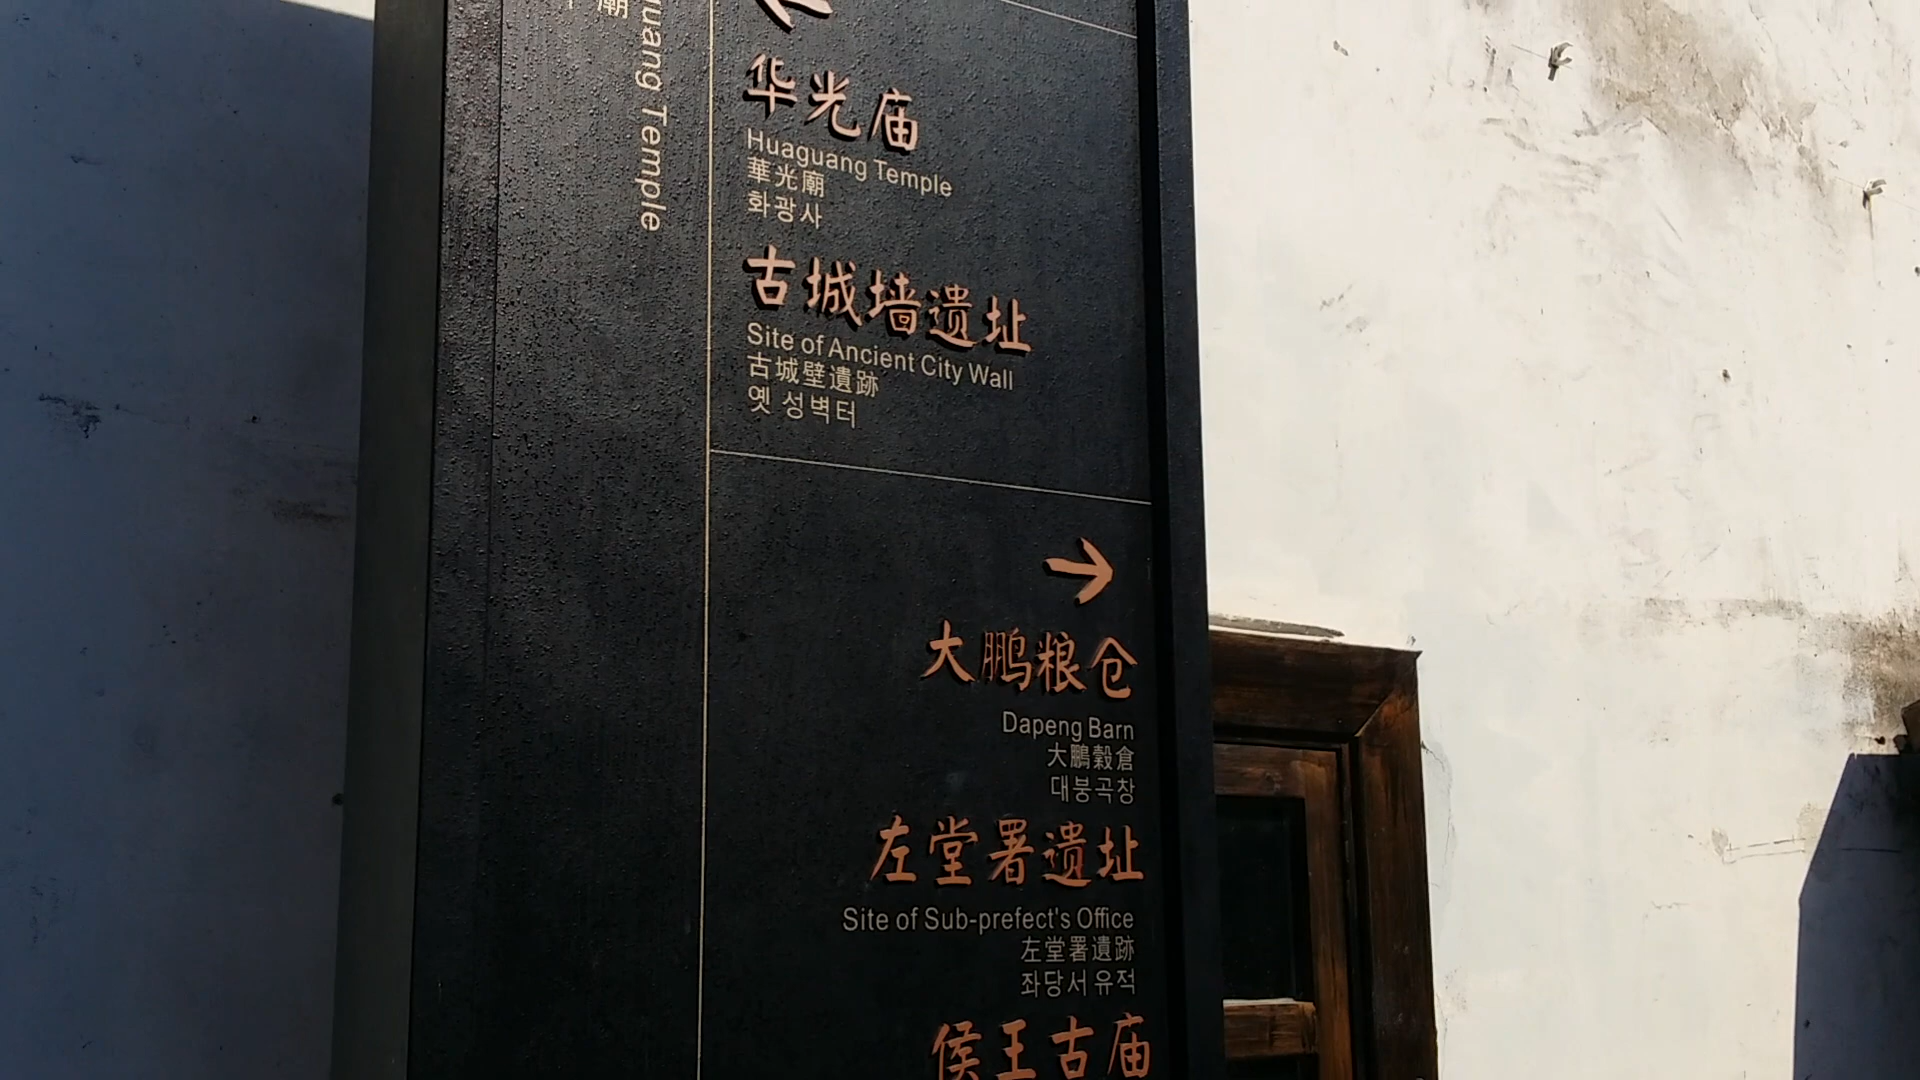 廟
uang Temple
华光庙
Huaguang Temple
華光廟
화광사
古城墙遗址
Site of Ancient City Wall
古城壁遺跡
옛 성벽터
大鹏粮仓
Dapeng Barn
大鵬穀倉
대붕곡창
左堂署遗址
Site of Sub-prefect's Office
左堂署遺跡
좌당서 유적
侯王古庙